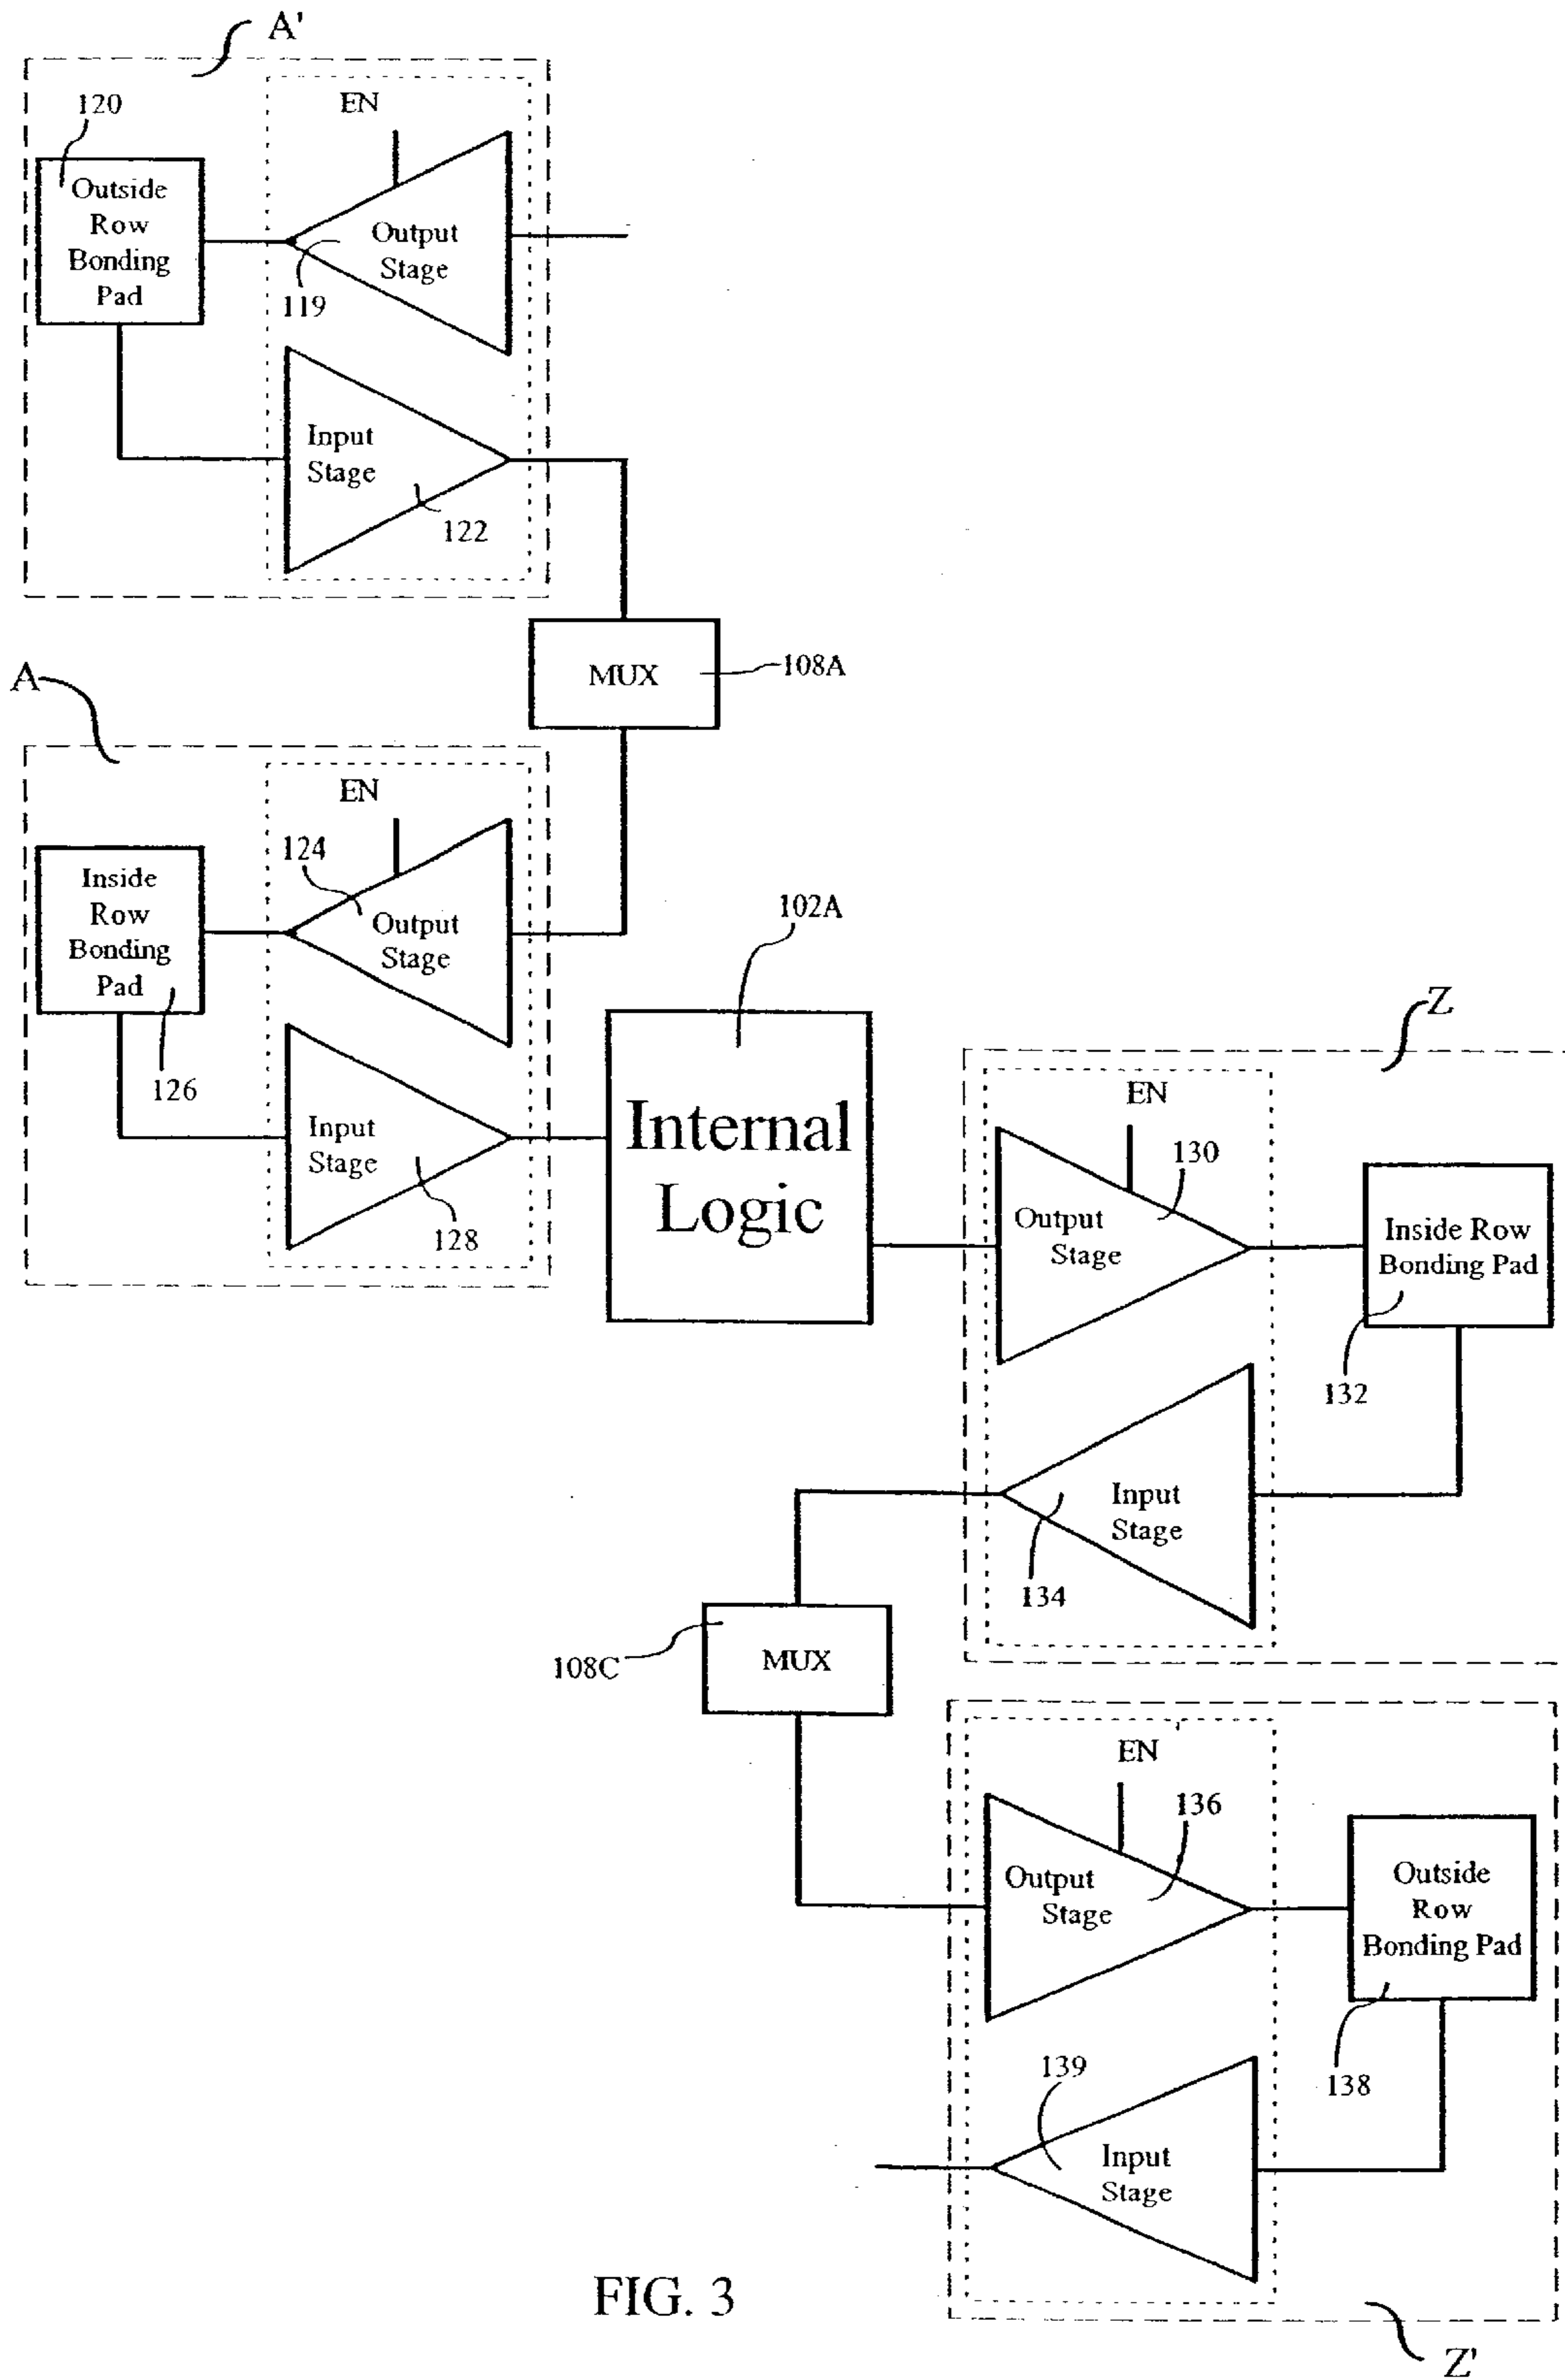 A'
120
EN
Outside
Row
Bonding
Pad
Output
Stage
119
Input
Stage
122
MUX
108A
A
EN
124
Inside
Row
Bonding
Pad
Output
Stage
102A
126
Internal
Logic
Input
Stage
128
Z
EN
130
Output
Stage
Inside Row
Bonding Pad
132
Input
Stage
134
108C
MUX
EN
136
Output
Stage
Outside
Row
Bonding Pad
138
139
Input
Stage
FIG. 3
Z'